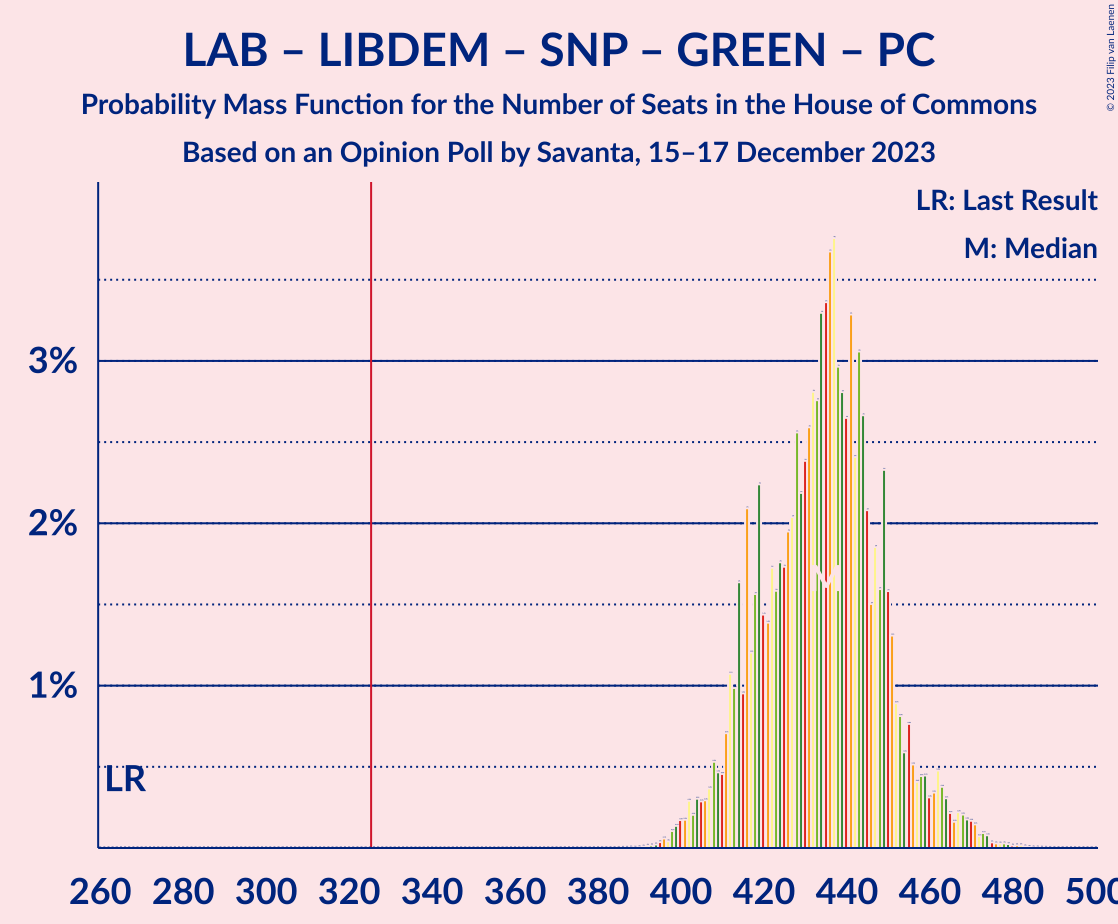 LAB – LIBDEM – SNP – GREEN – PC
Probability Mass Function for the Number of Seats in the House of Commons
Based on an Opinion Poll by Savanta, 15–17 December 2023
© 2023 Filip van Laenen
LR: Last Result
M: Median
3%
2%
1%
M
LR
260 280 300 320 340 360 380 400 420 440 460 480 500